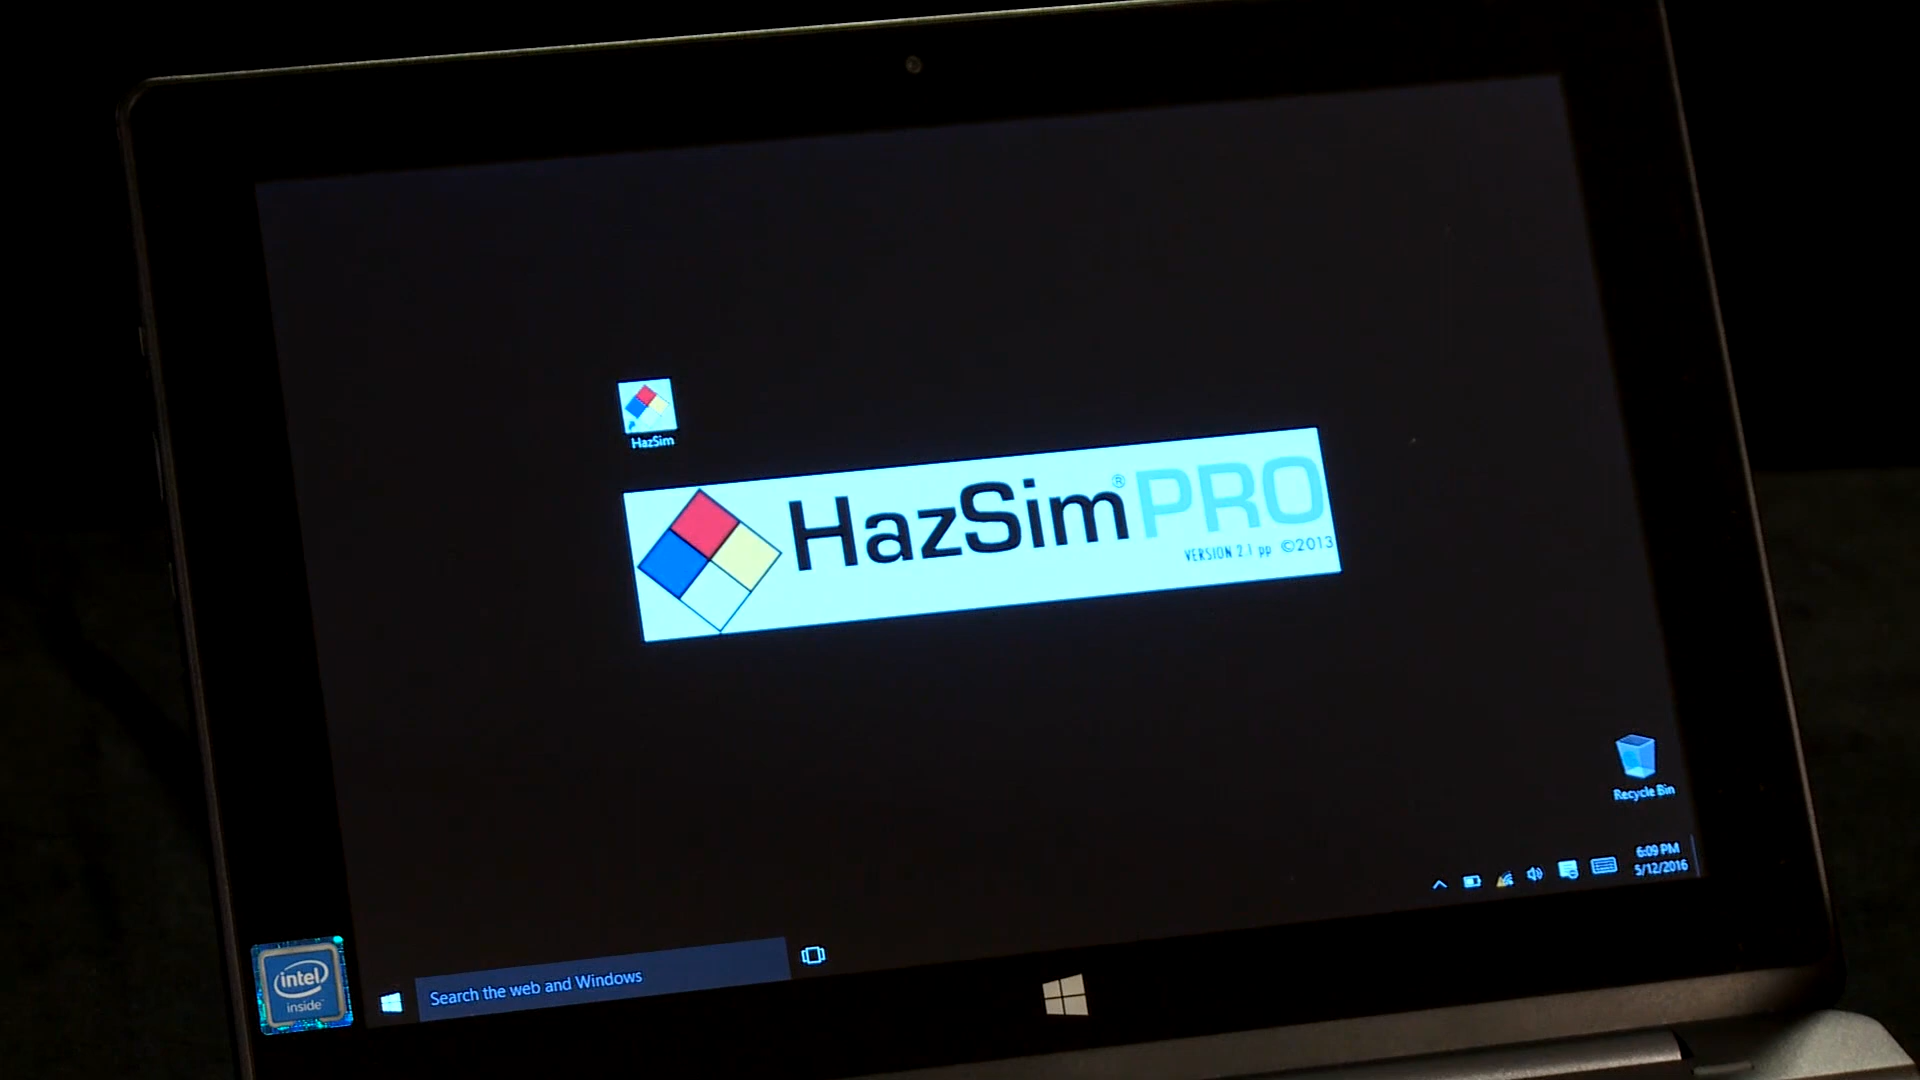 HazSim
HazSim® PRO
VERSION 2.1 pp ©2013
Recycle Bin
6:09 PM
5/12/2016
Search the web and Windows
intel
inside™